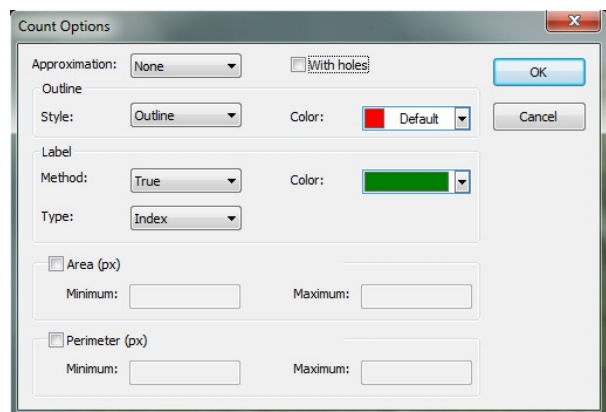 Count Options
Approximation: None With holes OK
Outline
Style: Outline Color: Default Cancel
Label
Method: True Color:
Type: Index
Area (px)
Minimum: Maximum:
Perimeter (px)
Minimum: Maximum: